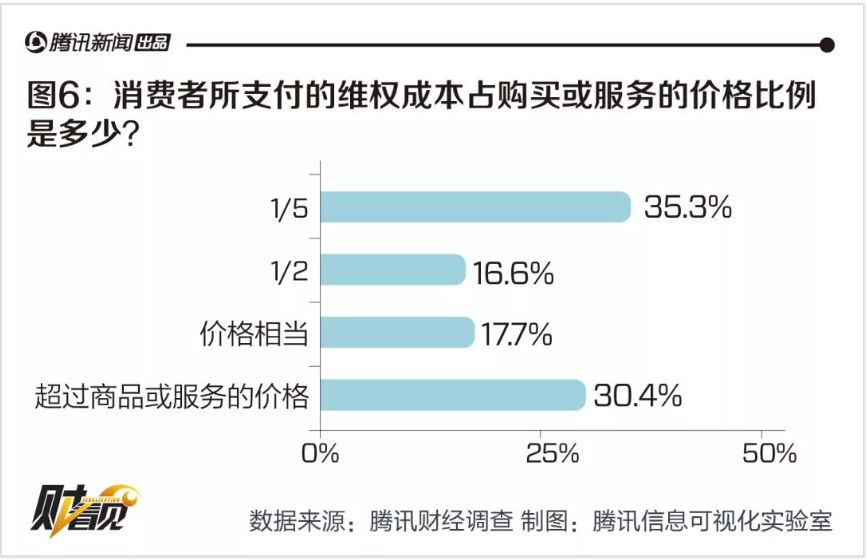 腾讯新闻出品
图6：消费者所支付的维权成本占购买或服务的价格比例
是多少？
1/5 35.3%
1/2 16.6%
价格相当 17.7%
超过商品或服务的价格 30.4%
0% 25% 50%
财看见
数据来源：腾讯财经调查 制图：腾讯信息可视化实验室